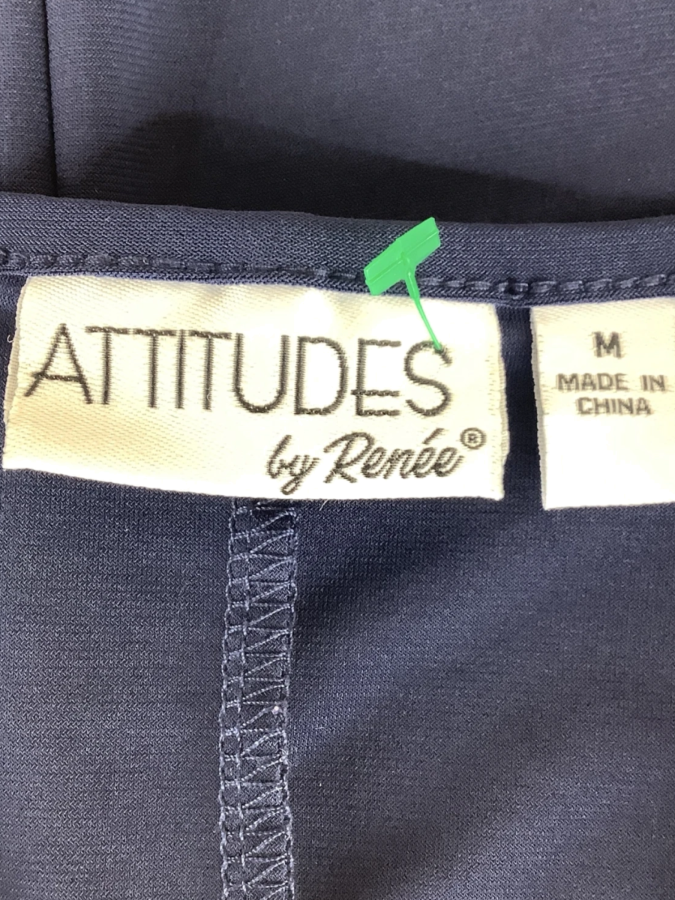 ATTITUDES
by Renée®
M
MADE IN
CHINA